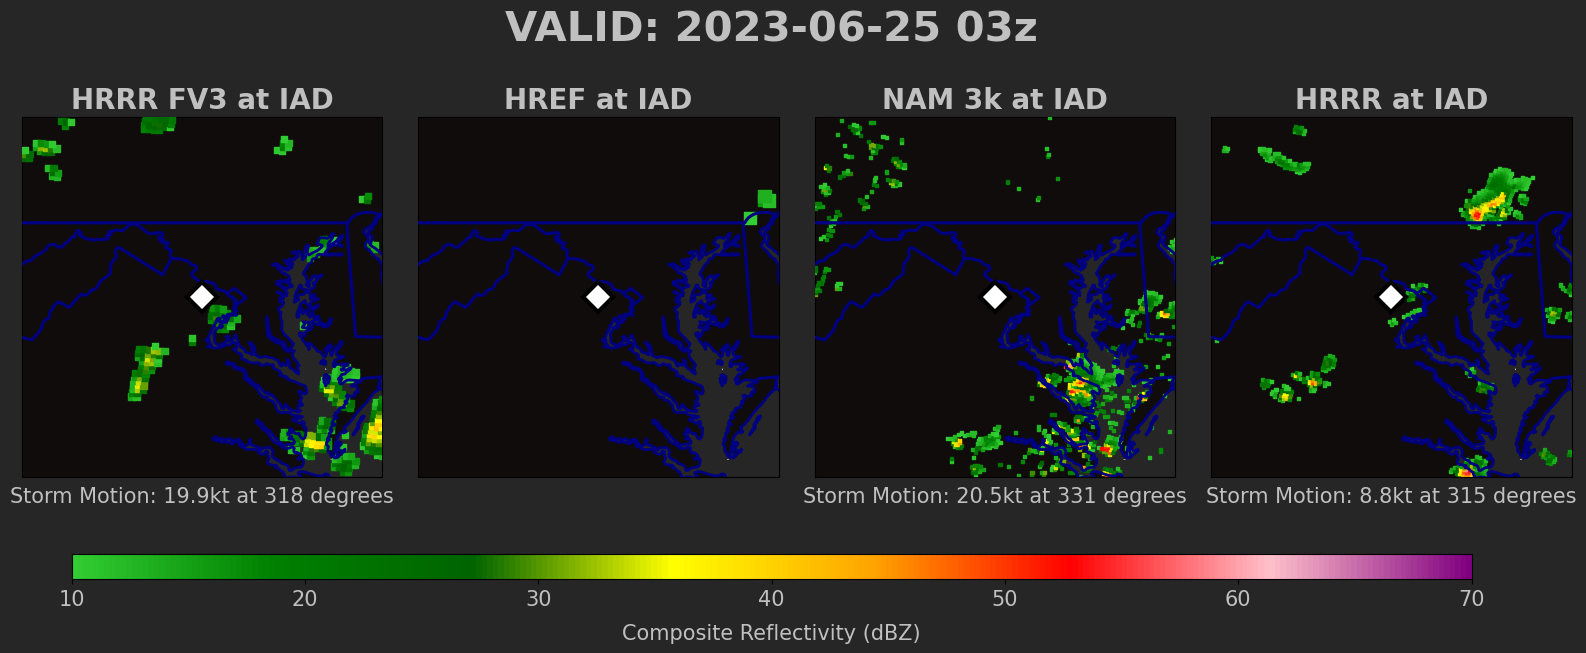 VALID: 2023-06-25 03z
HRRR FV3 at IAD
HREF at IAD
NAM 3k at IAD
HRRR at IAD
Storm Motion: 19.9kt at 318 degrees
Storm Motion: 20.5kt at 331 degrees
Storm Motion: 8.8kt at 315 degrees
10 20 30 40 50 60 70
Composite Reflectivity (dBZ)